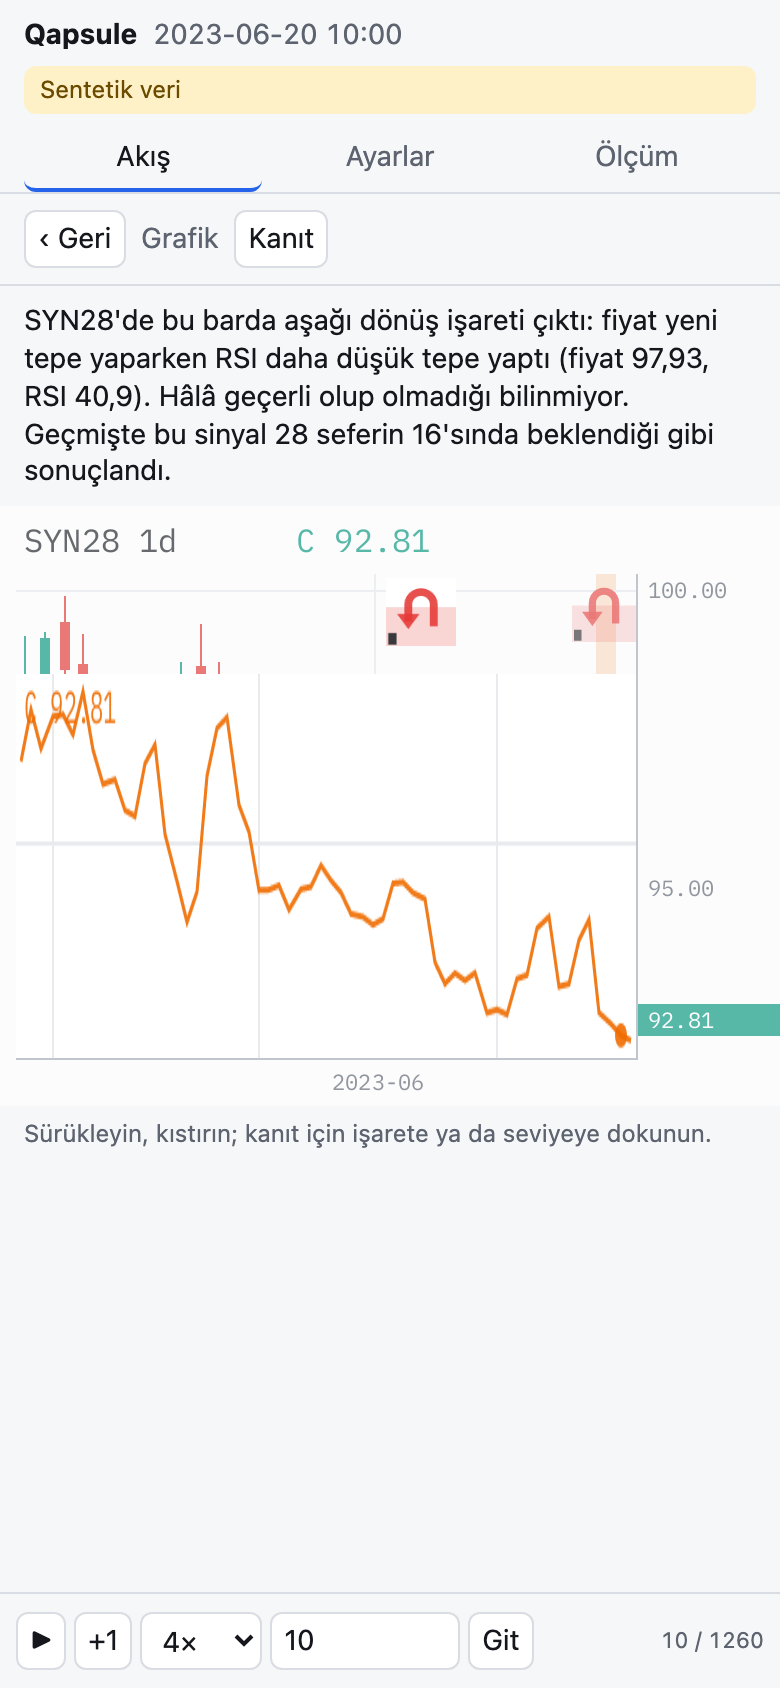 Qapsule 2023-06-20 10:00
Sentetik veri
Akış Ayarlar Ölçüm
‹ Geri Grafik Kanıt
SYN28'de bu barda aşağı dönüş işareti çıktı: fiyat yeni
tepe yaparken RSI daha düşük tepe yaptı (fiyat 97,93,
RSI 40,9). Hâlâ geçerli olup olmadığı bilinmiyor.
Geçmişte bu sinyal 28 seferin 16'sında beklendiği gibi
sonuçlandı.
SYN28 1d C 92.81
100.00
C 92.81
95.00
92.81
2023-06
Sürükleyin, kıstırın; kanıt için işarete ya da seviyeye dokunun.
+1 4× 10 Git 10 / 1260